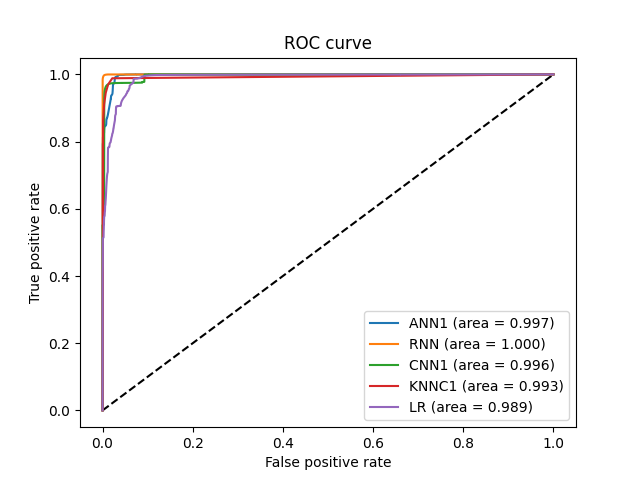 ROC curve
1.0
0.8
0.6
0.4
0.2
0.0
True positive rate
ANN1 (area = 0.997)
RNN (area = 1.000)
CNN1 (area = 0.996)
KNNC1 (area = 0.993)
LR (area = 0.989)
0.0 0.2 0.4 0.6 0.8 1.0
False positive rate